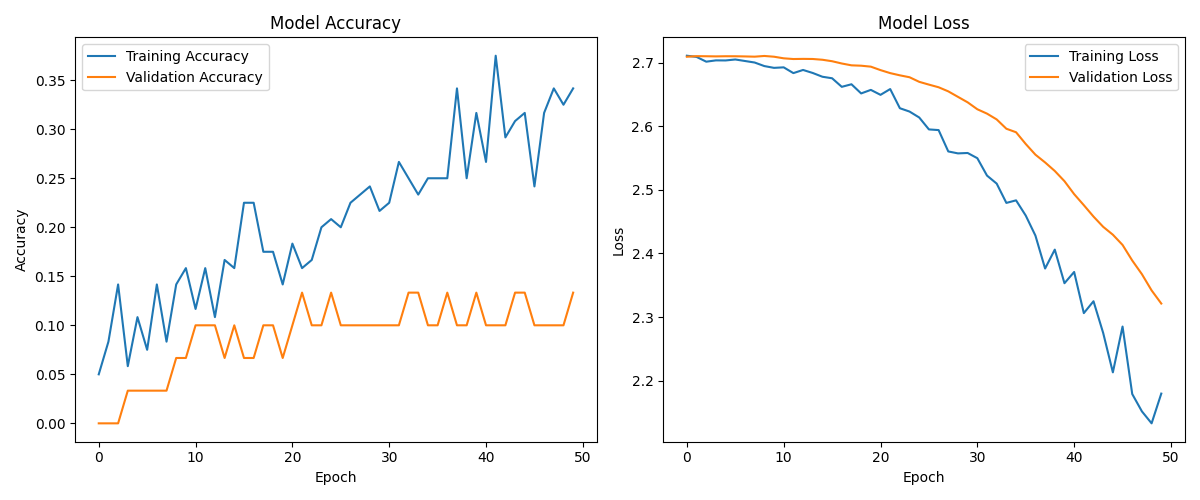 Model Accuracy
Training Accuracy
Validation Accuracy
Accuracy
0.35
0.30
0.25
0.20
0.15
0.10
0.05
0.00
0 10 20 30 40 50
Epoch
Model Loss
Training Loss
Validation Loss
Loss
2.7
2.6
2.5
2.4
2.3
2.2
0 10 20 30 40 50
Epoch